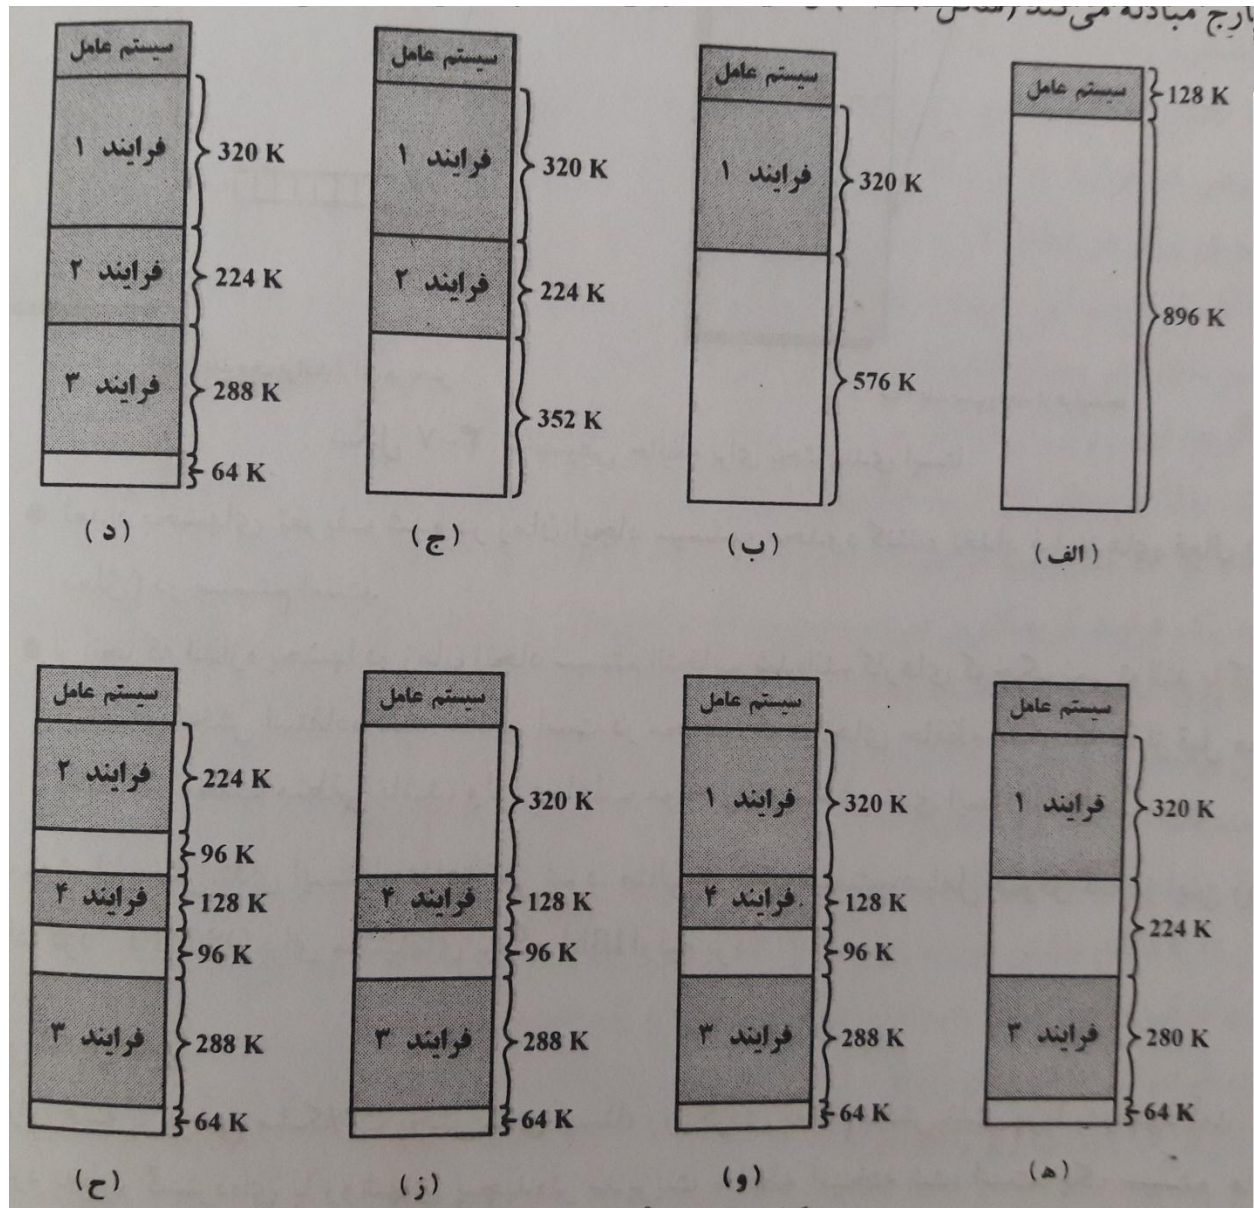 سیستم عامل
128 K
896 K
(الف)
سیستم عامل
فرایند ۱
320 K
576 K
(ب)
سیستم عامل
فرایند ۱
320 K
فرایند ۲
224 K
352 K
(ج)
سیستم عامل
فرایند ۱
320 K
فرایند ۲
224 K
فرایند ۳
288 K
64 K
(د)
سیستم عامل
فرایند ۱
320 K
224 K
فرایند ۳
280 K
64 K
(ه)
سیستم عامل
فرایند ۱
320 K
فرایند ۴
128 K
96 K
فرایند ۳
288 K
64 K
(و)
سیستم عامل
320 K
فرایند ۴
128 K
96 K
فرایند ۳
288 K
64 K
(ز)
سیستم عامل
فرایند ۲
224 K
96 K
فرایند ۴
128 K
96 K
فرایند ۳
288 K
64 K
(ح)